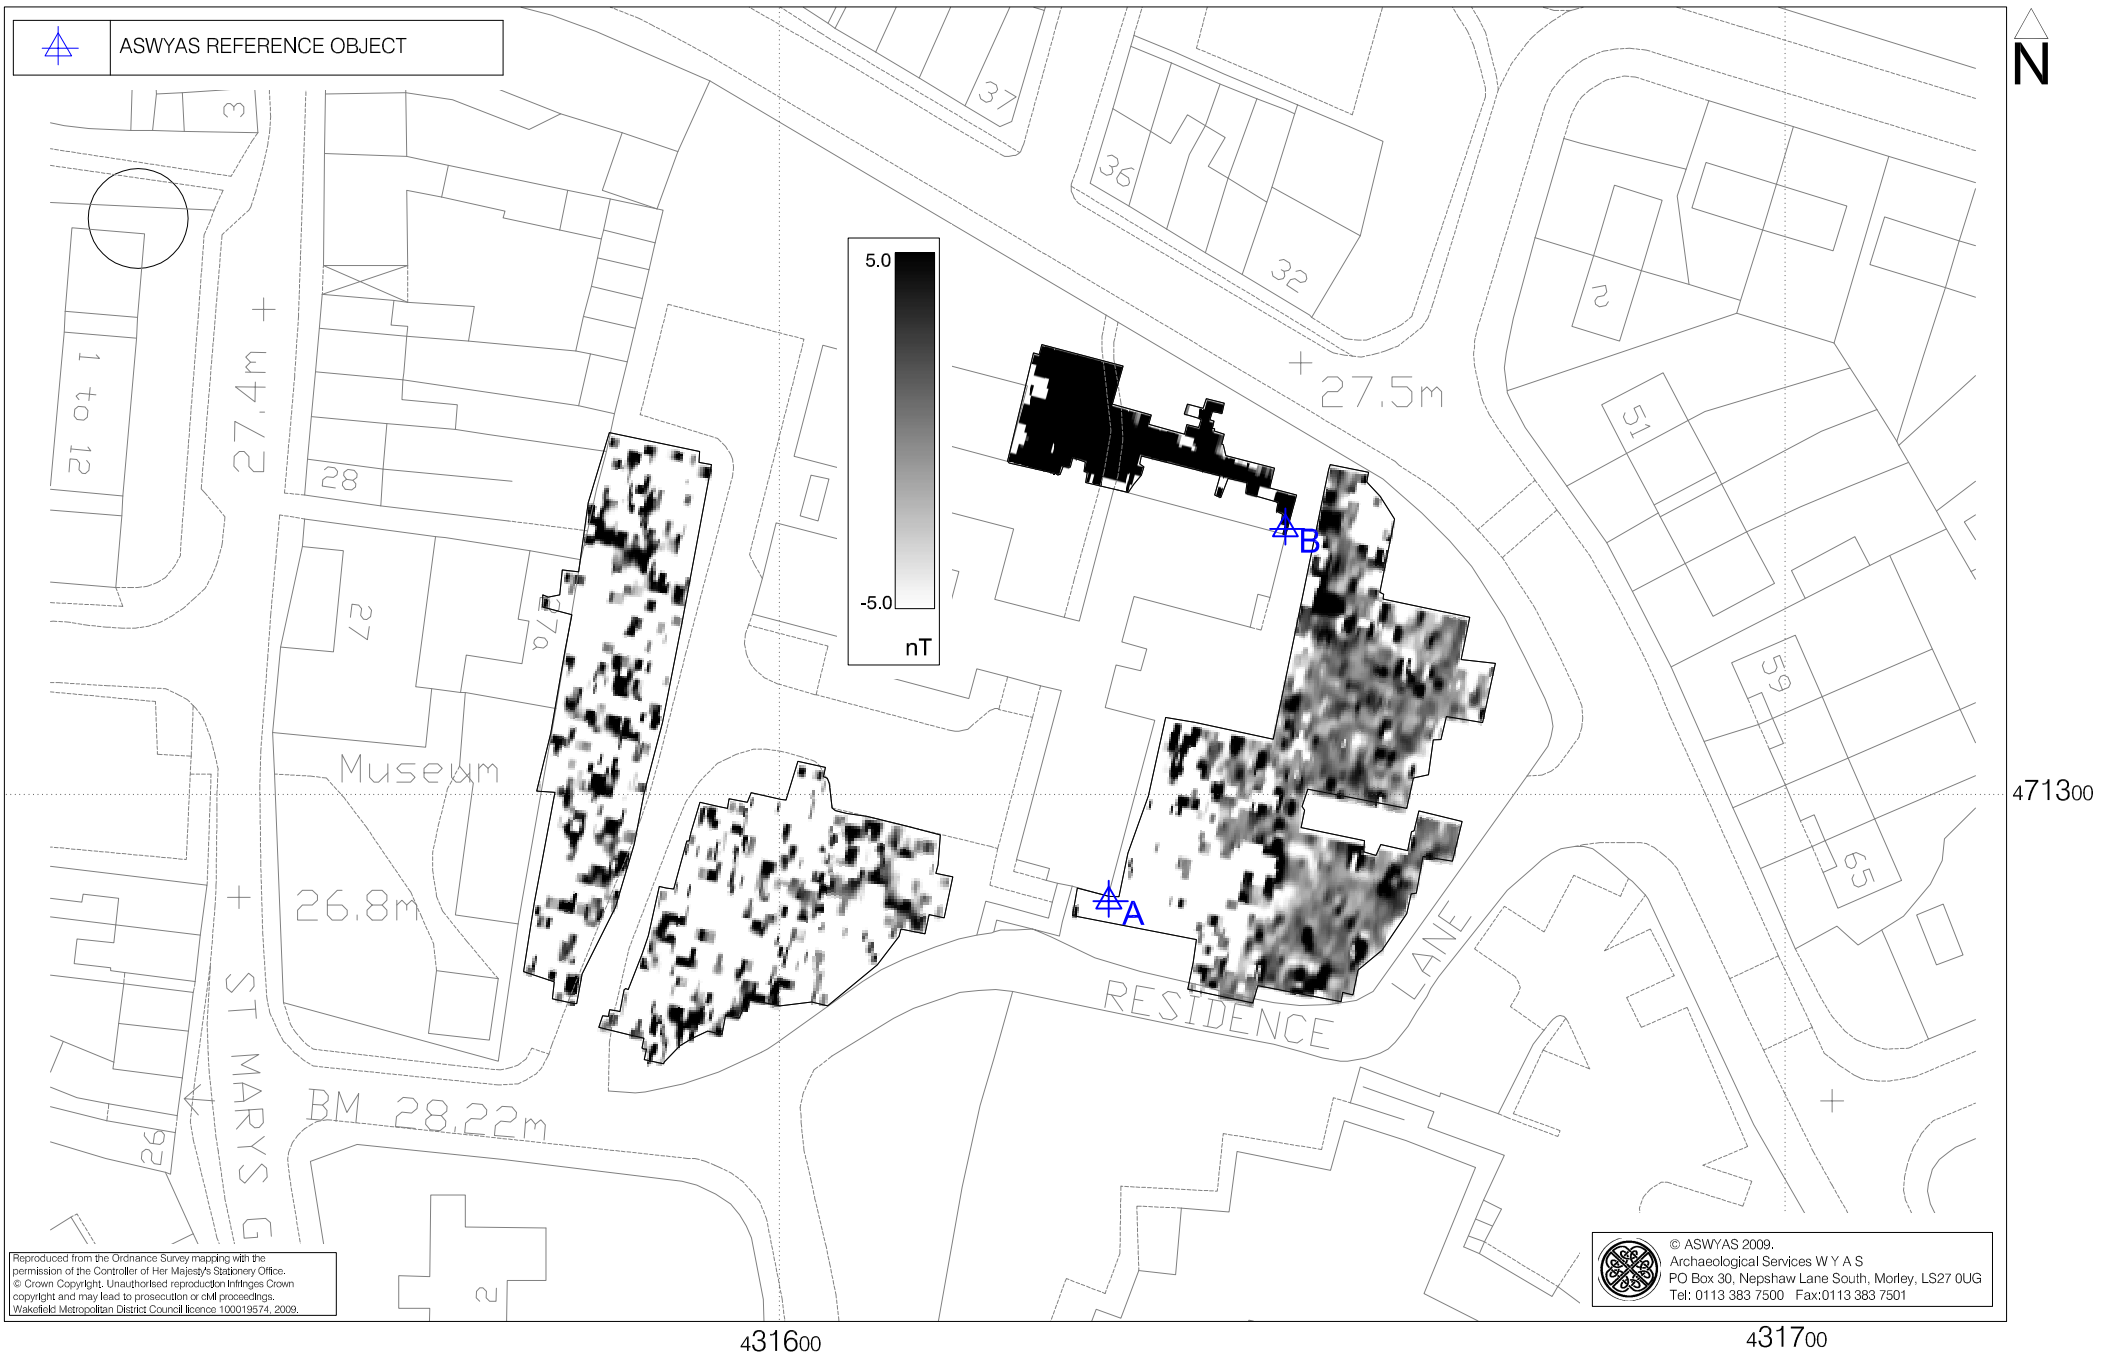 ASWYAS REFERENCE OBJECT
N
3
37
36
32
2
27.4m
1 to 12
5.0
-5.0
nT
27.5m
51
28
B
27
27a
59
Museum
471300
65
26.8m
A
LANE
RESIDENCE
ST MARYS G
BM 28.22m
26
2
Reproduced from the Ordnance Survey mapping with the
permission of the Controller of Her Majesty's Stationery Office.
© Crown Copyright. Unauthorised reproduction infringes Crown
copyright and may lead to prosecution or civil proceedings.
Wakefield Metropolitan District Council licence 100019574, 2009.
© ASWYAS 2009.
Archaeological Services W Y A S
PO Box 30, Nepshaw Lane South, Morley, LS27 0UG
Tel: 0113 383 7500 Fax:0113 383 7501
431600
431700